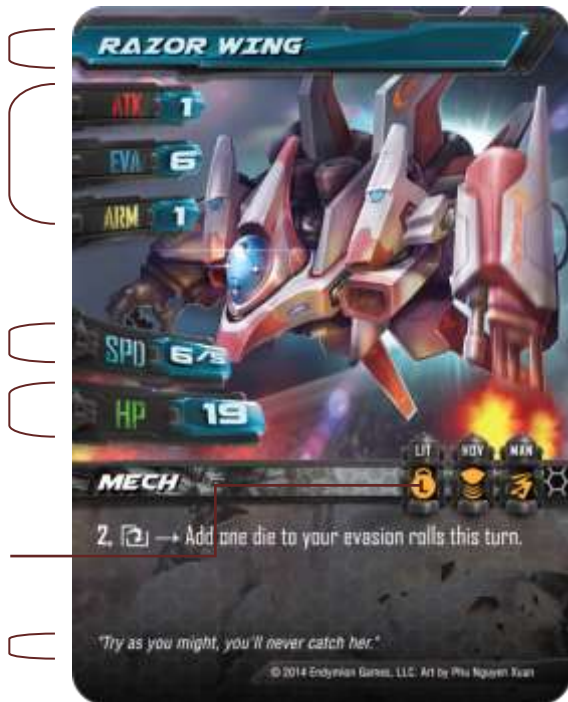 RAZOR WING
ATK 1
EVA 6
ARM 1
SPD 6/5
HP 19
LIT HOV MAN
MECH
L
2, → Add one die to your evasion rolls this turn.
"Try as you might, you'll never catch her."
© 2014 Endymion Games, LLC. Art by Phu Nguyen Xuan